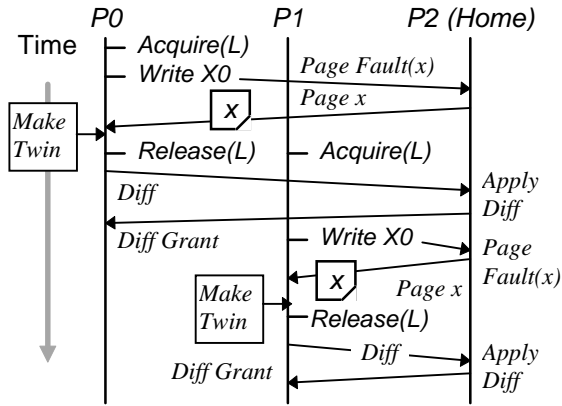 P0 P1 P2 (Home)
Time
Acquire(L)
Write X0
Page Fault(x)
Page x
x
Make
Twin
Release(L)
Acquire(L)
Diff
Apply
Diff
Diff Grant
Write X0
Page
Fault(x)
x
Page x
Make
Twin
Release(L)
Diff
Apply
Diff
Diff Grant